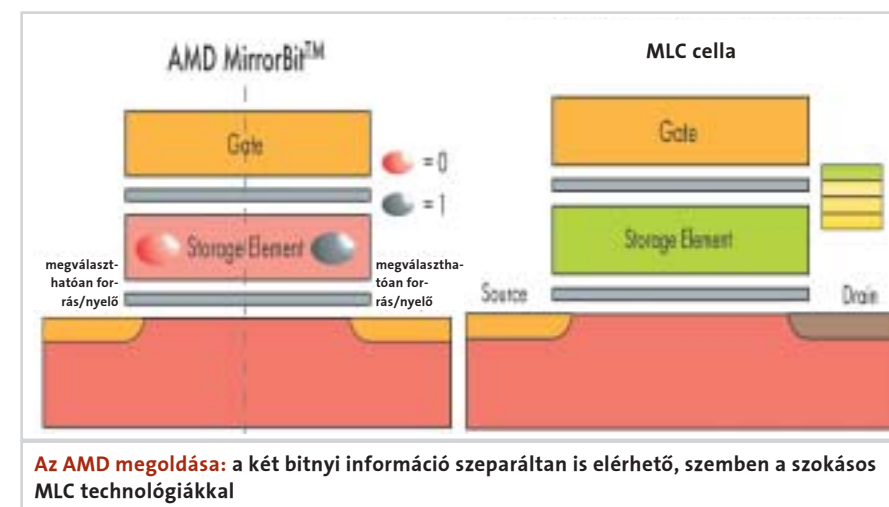 AMD MirrorBit™
MLC cella
Gate
= 0
= 1
Storage Element
megválaszt-
hatóan for-
rás/nyelő
megválasztha-
tóan for-
rás/nyelő
Gate
Storage Element
Source
Drain
Az AMD megoldása: a két bitnyi információ szeparáltan is elérhető, szemben a szokásos
MLC technológiákkal